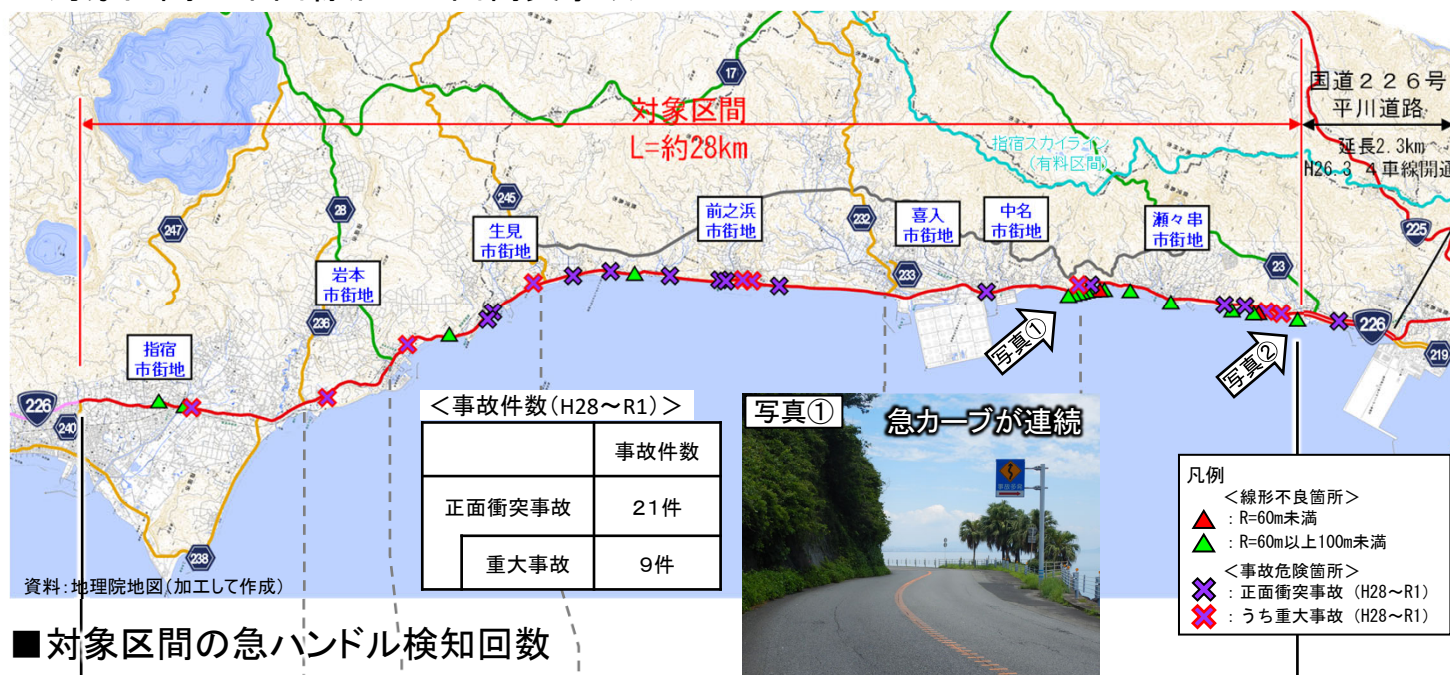 17
国道２２６号
平川道路
延長2.3km
H26.3 4車線開通
対象区間
L=約28km
指宿スカイライン
(有料区間)
28
245
247
生見
市街地
前之浜
市街地
232
喜入
市街地
中名
市街地
瀬々串
市街地
225
岩本
市街地
233
23
236
指宿
市街地
写真①
写真②
226
219
226
240
＜事故件数(H28～R1)＞
事故件数
正面衝突事故 21件
重大事故 9件
写真①
急カーブが連続
238
資料：地理院地図(加工して作成)
凡例
＜線形不良箇所＞
：R=60m未満
：R=60m以上100m未満
＜事故危険箇所＞
：正面衝突事故（H28～R1）
：うち重大事故（H28～R1）
■対象区間の急ハンドル検知回数